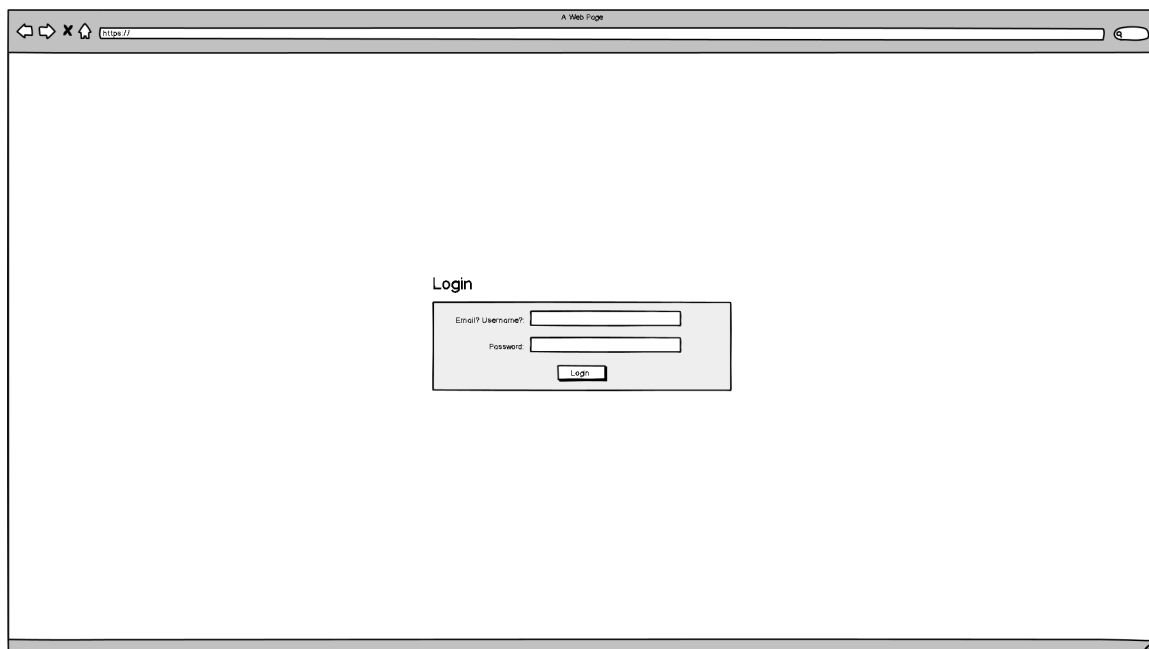 A Web Page
https://
Login
Email? Username?:
Password:
Login